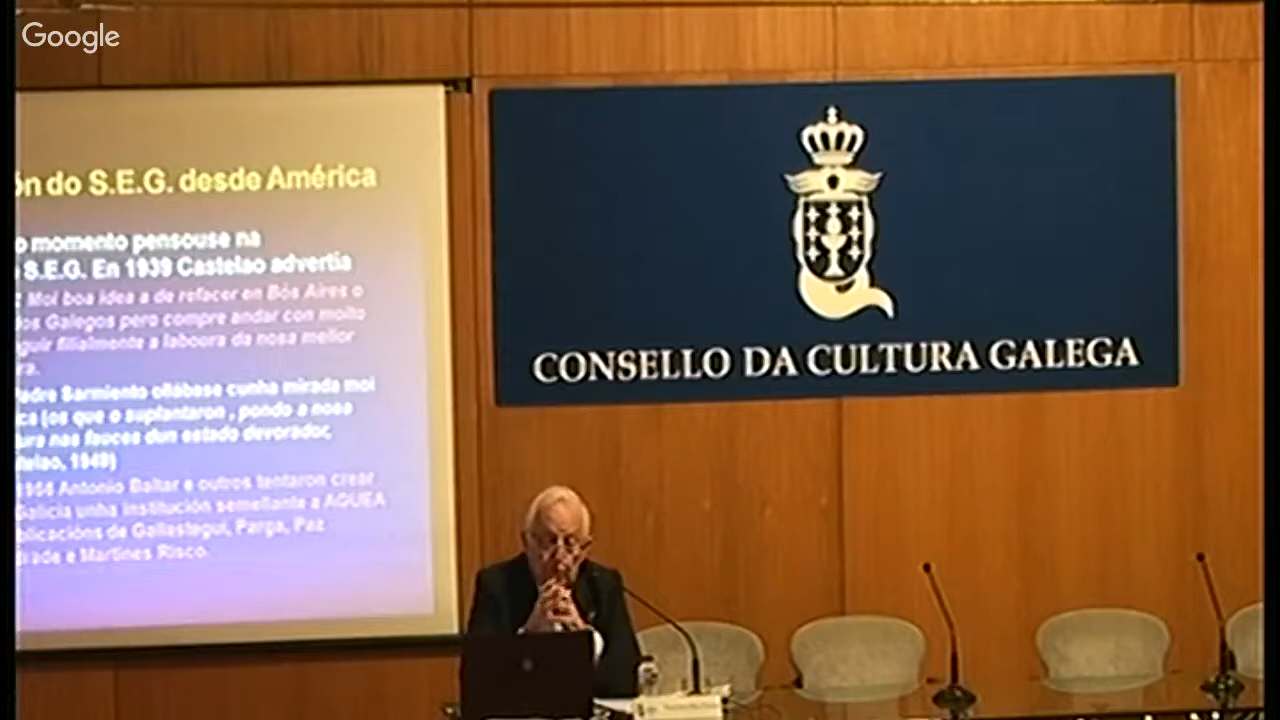 Google
ón do S.E.G. desde América
o momento pensouse na
S.E.G. En 1939 Castelao advertia
Moi boa idea a de refacer en Bós Aires o
dos Galegos pero compre andar con moito
guir filialmente a laboura da nosa mellor
ra.
Padre Sarmiento ollábase cunha mirada moi
ca (os que o suplantaron , pondo a nosa
ura nas fauces dun estado devorador,
telao, 1949)
Antonio Baltar e outros tentaron crear
Galicia unha institución semellante a AGUEA
blicacións de Gallastegui, Parga, Paz
rade e Martines Risco.
CONSELLO DA CULTURA GALEGA